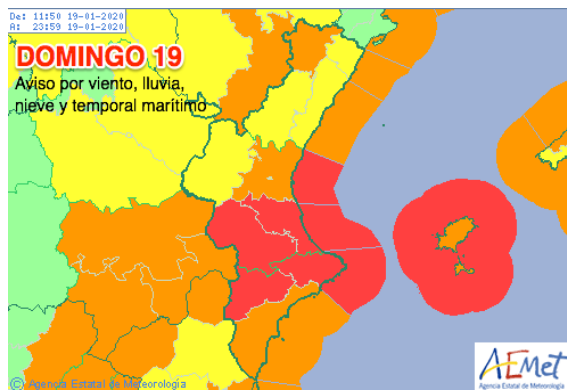 De: 11:50 19-01-2020
A: 23:59 19-01-2020
DOMINGO 19
Aviso por viento, lluvia,
nieve y temporal marítimo
© Agencia Estatal de Meteorología
AEMet
Agencia Estatal de Meteorología